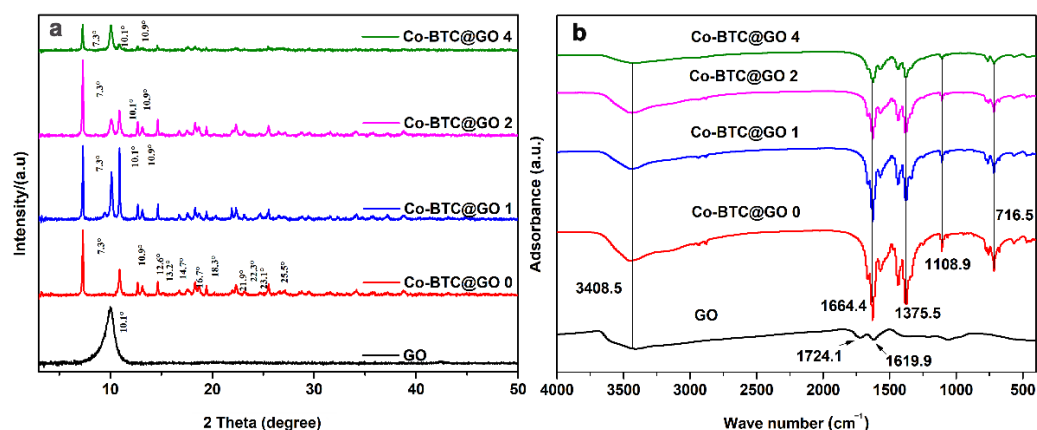 a
7.3°
10.1°
10.9°
Co-BTC@GO 4
7.3°
10.1°
10.9°
Co-BTC@GO 2
7.3°
10.1°
10.9°
Co-BTC@GO 1
7.3°
10.9°
12.6°
13.2°
14.7°
16.7°
18.3°
21.9°
22.3°
23.1°
25.5°
Co-BTC@GO 0
10.1°
GO
Intensity/(a.u)
10 20 30 40 50
2 Theta (degree)
b
Co-BTC@GO 4
Co-BTC@GO 2
Co-BTC@GO 1
Co-BTC@GO 0
716.5
1108.9
3408.5
1664.4
1375.5
GO
1724.1
1619.9
Adsorbance (a.u.)
4000 3500 3000 2500 2000 1500 1000 500
Wave number (cm⁻¹)